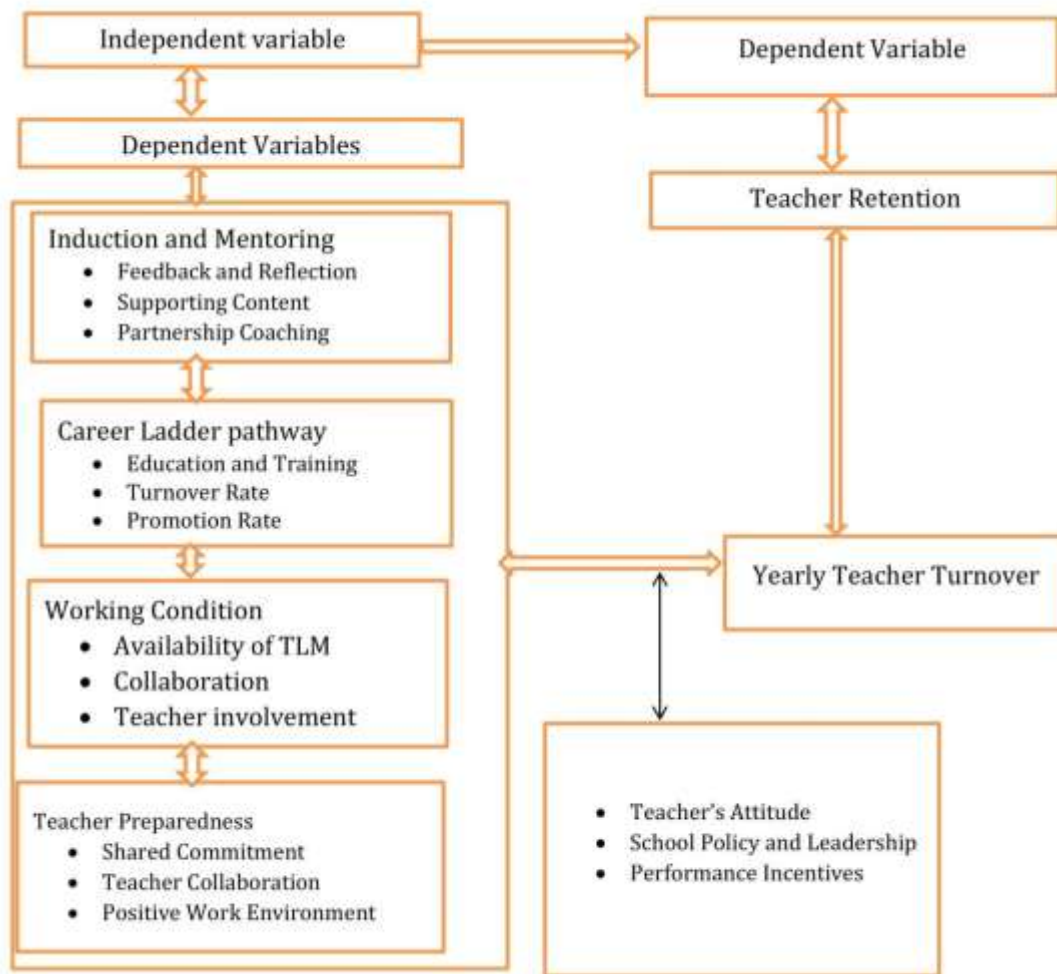 Independent variable
Dependent Variable
Dependent Variables
Teacher Retention
Induction and Mentoring
• Feedback and Reflection
• Supporting Content
• Partnership Coaching
Career Ladder pathway
• Education and Training
• Turnover Rate
• Promotion Rate
Yearly Teacher Turnover
Working Condition
• Availability of TLM
• Collaboration
• Teacher involvement
Teacher Preparedness
• Shared Commitment
• Teacher Collaboration
• Positive Work Environment
• Teacher's Attitude
• School Policy and Leadership
• Performance Incentives